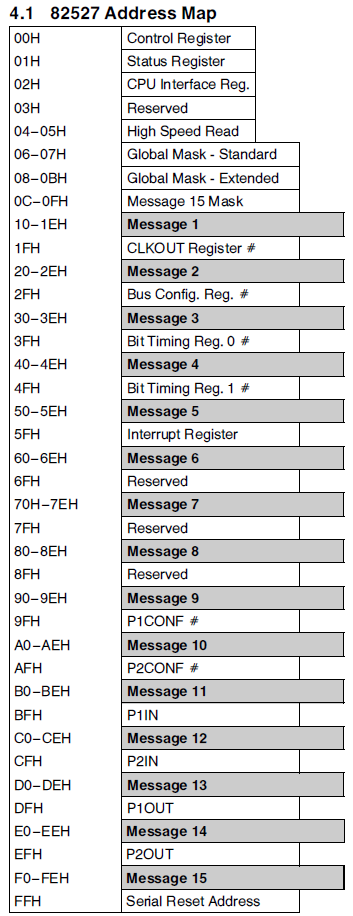 4.1 82527 Address Map
00H Control Register
01H Status Register
02H CPU Interface Reg.
03H Reserved
04–05H High Speed Read
06–07H Global Mask - Standard
08–0BH Global Mask - Extended
0C–0FH Message 15 Mask
10–1EH Message 1
1FH CLKOUT Register #
20–2EH Message 2
2FH Bus Config. Reg. #
30–3EH Message 3
3FH Bit Timing Reg. 0 #
40–4EH Message 4
4FH Bit Timing Reg. 1 #
50–5EH Message 5
5FH Interrupt Register
60–6EH Message 6
6FH Reserved
70H–7EH Message 7
7FH Reserved
80–8EH Message 8
8FH Reserved
90–9EH Message 9
9FH P1CONF #
A0–AEH Message 10
AFH P2CONF #
B0–BEH Message 11
BFH P1IN
C0–CEH Message 12
CFH P2IN
D0–DEH Message 13
DFH P1OUT
E0–EEH Message 14
EFH P2OUT
F0–FEH Message 15
FFH Serial Reset Address